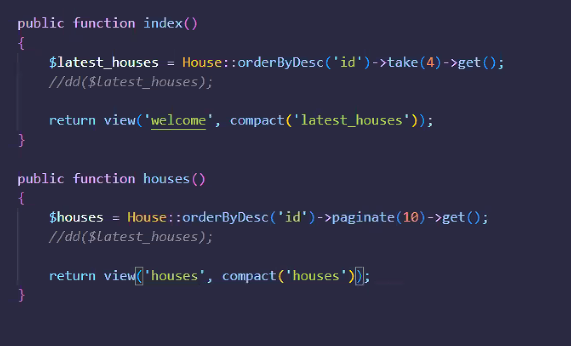 public function index()
{
    $latest_houses = House::orderByDesc('id')->take(4)->get();
    //dd($latest_houses);
    return view('welcome', compact('latest_houses'));
}
public function houses()
{
    $houses = House::orderByDesc('id')->paginate(10)->get();
    //dd($latest_houses);
    return view('houses', compact('houses'));
}